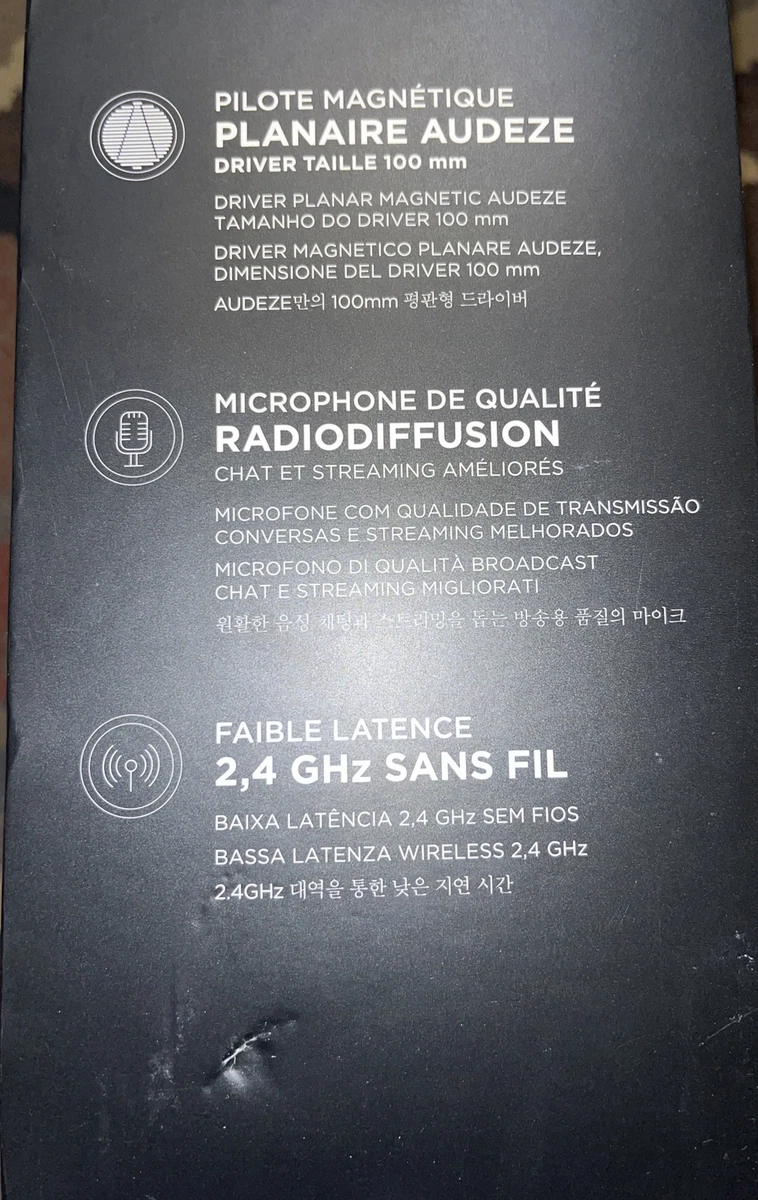 PILOTE MAGNÉTIQUE
PLANAIRE AUDEZE
DRIVER TAILLE 100 mm
DRIVER PLANAR MAGNETIC AUDEZE
TAMANHO DO DRIVER 100 mm
DRIVER MAGNETICO PLANARE AUDEZE,
DIMENSIONE DEL DRIVER 100 mm
AUDEZE만의 100mm 평판형 드라이버
MICROPHONE DE QUALITÉ
RADIODIFFUSION
CHAT ET STREAMING AMÉLIORÉS
MICROFONE COM QUALIDADE DE TRANSMISSÃO
CONVERSAS E STREAMING MELHORADOS
MICROFONO DI QUALITÀ BROADCAST
CHAT E STREAMING MIGLIORATI
원활한 음성 채팅과 스트리밍을 돕는 방송용 품질의 마이크
FAIBLE LATENCE
2,4 GHz SANS FIL
BAIXA LATÊNCIA 2,4 GHz SEM FIOS
BASSA LATENZA WIRELESS 2,4 GHz
2.4GHz 대역을 통한 낮은 지연 시간